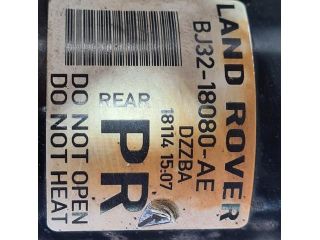 LAND ROVER
BJ32-18080-AE
DZZBA
18114 15:07
REAR
PR
DO NOT OPEN
DO NOT HEAT